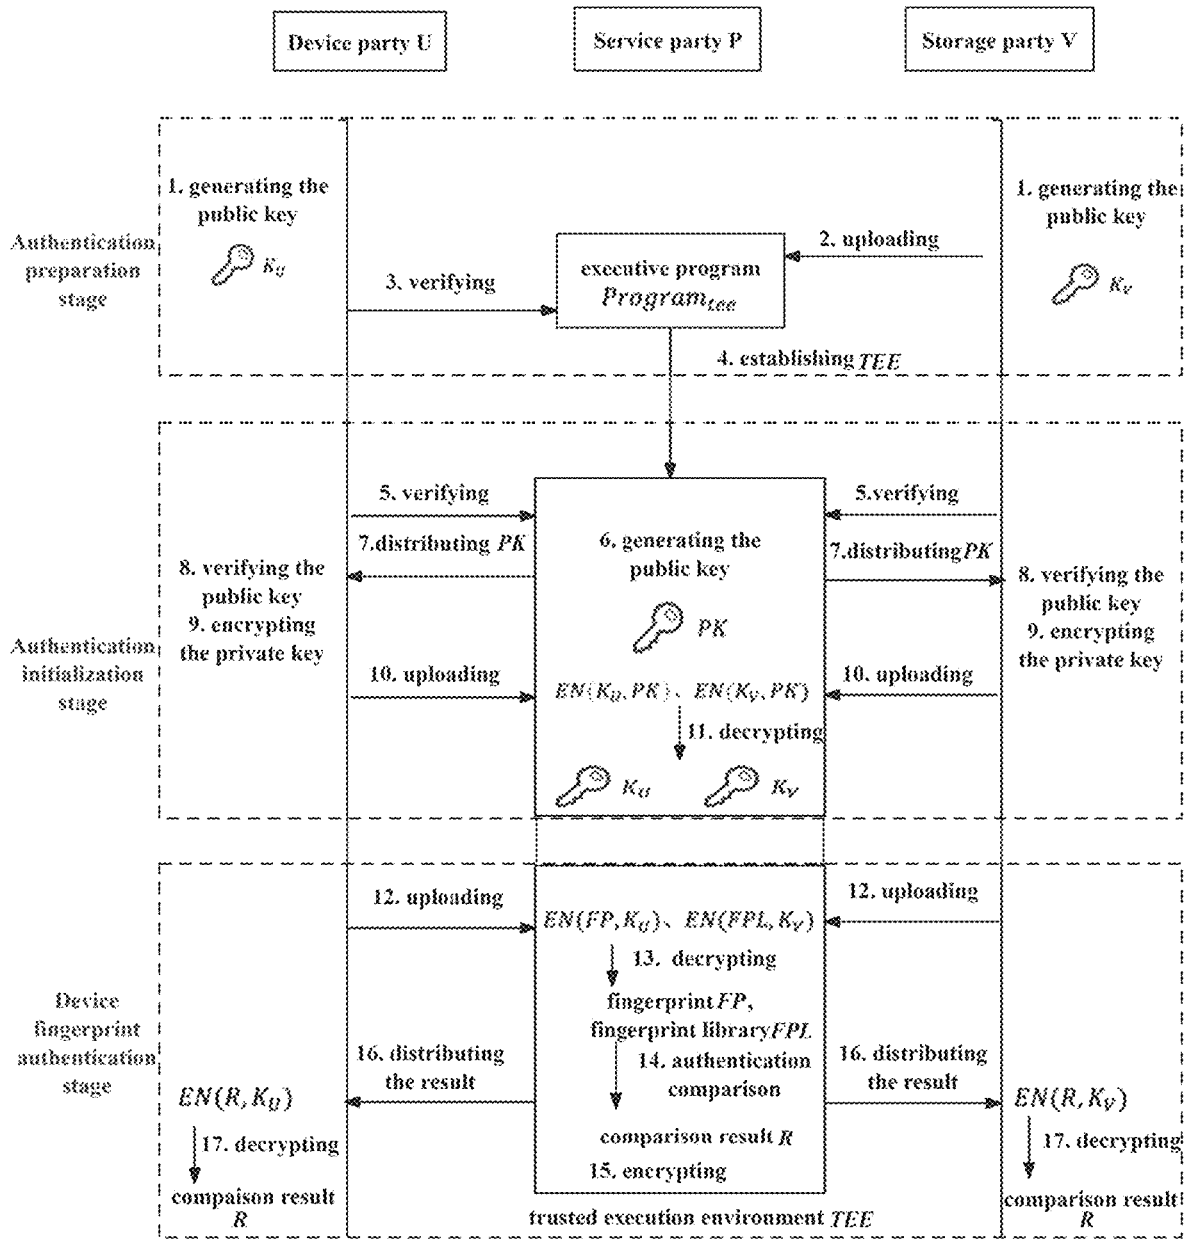 Device party U
Service party P
Storage party V
Authentication
preparation
stage
1. generating the
public key
K_U
3. verifying
executive program
Program_tee
2. uploading
1. generating the
public key
K_V
4. establishing TEE
Authentication
initialization
stage
8. verifying the
public key
9. encrypting
the private key
5. verifying
7.distributing PK
10. uploading
6. generating the
public key
PK
EN(K_U, PK)、EN(K_V, PK)
11. decrypting
K_U
K_V
5.verifying
7.distributing PK
10. uploading
8. verifying the
public key
9. encrypting
the private key
Device
fingerprint
authentication
stage
12. uploading
12. uploading
EN(FP, K_U)、EN(FPL, K_V)
13. decrypting
fingerprint FP,
fingerprint library FPL
14. authentication
comparison
comparison result R
15. encrypting
16. distributing
the result
16. distributing
the result
EN(R, K_U)
17. decrypting
compaison result
R
EN(R, K_V)
17. decrypting
comparison result
R
trusted execution environment TEE